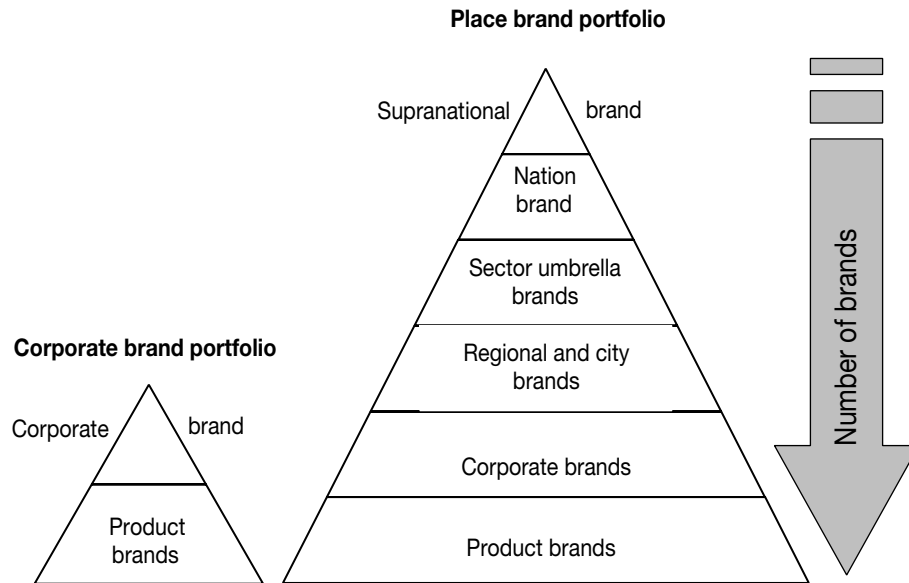 Place brand portfolio
Supranational brand
Nation
brand
Sector umbrella
brands
Regional and city
brands
Corporate brands
Product brands
Number of brands
Corporate brand portfolio
Corporate brand
Product
brands